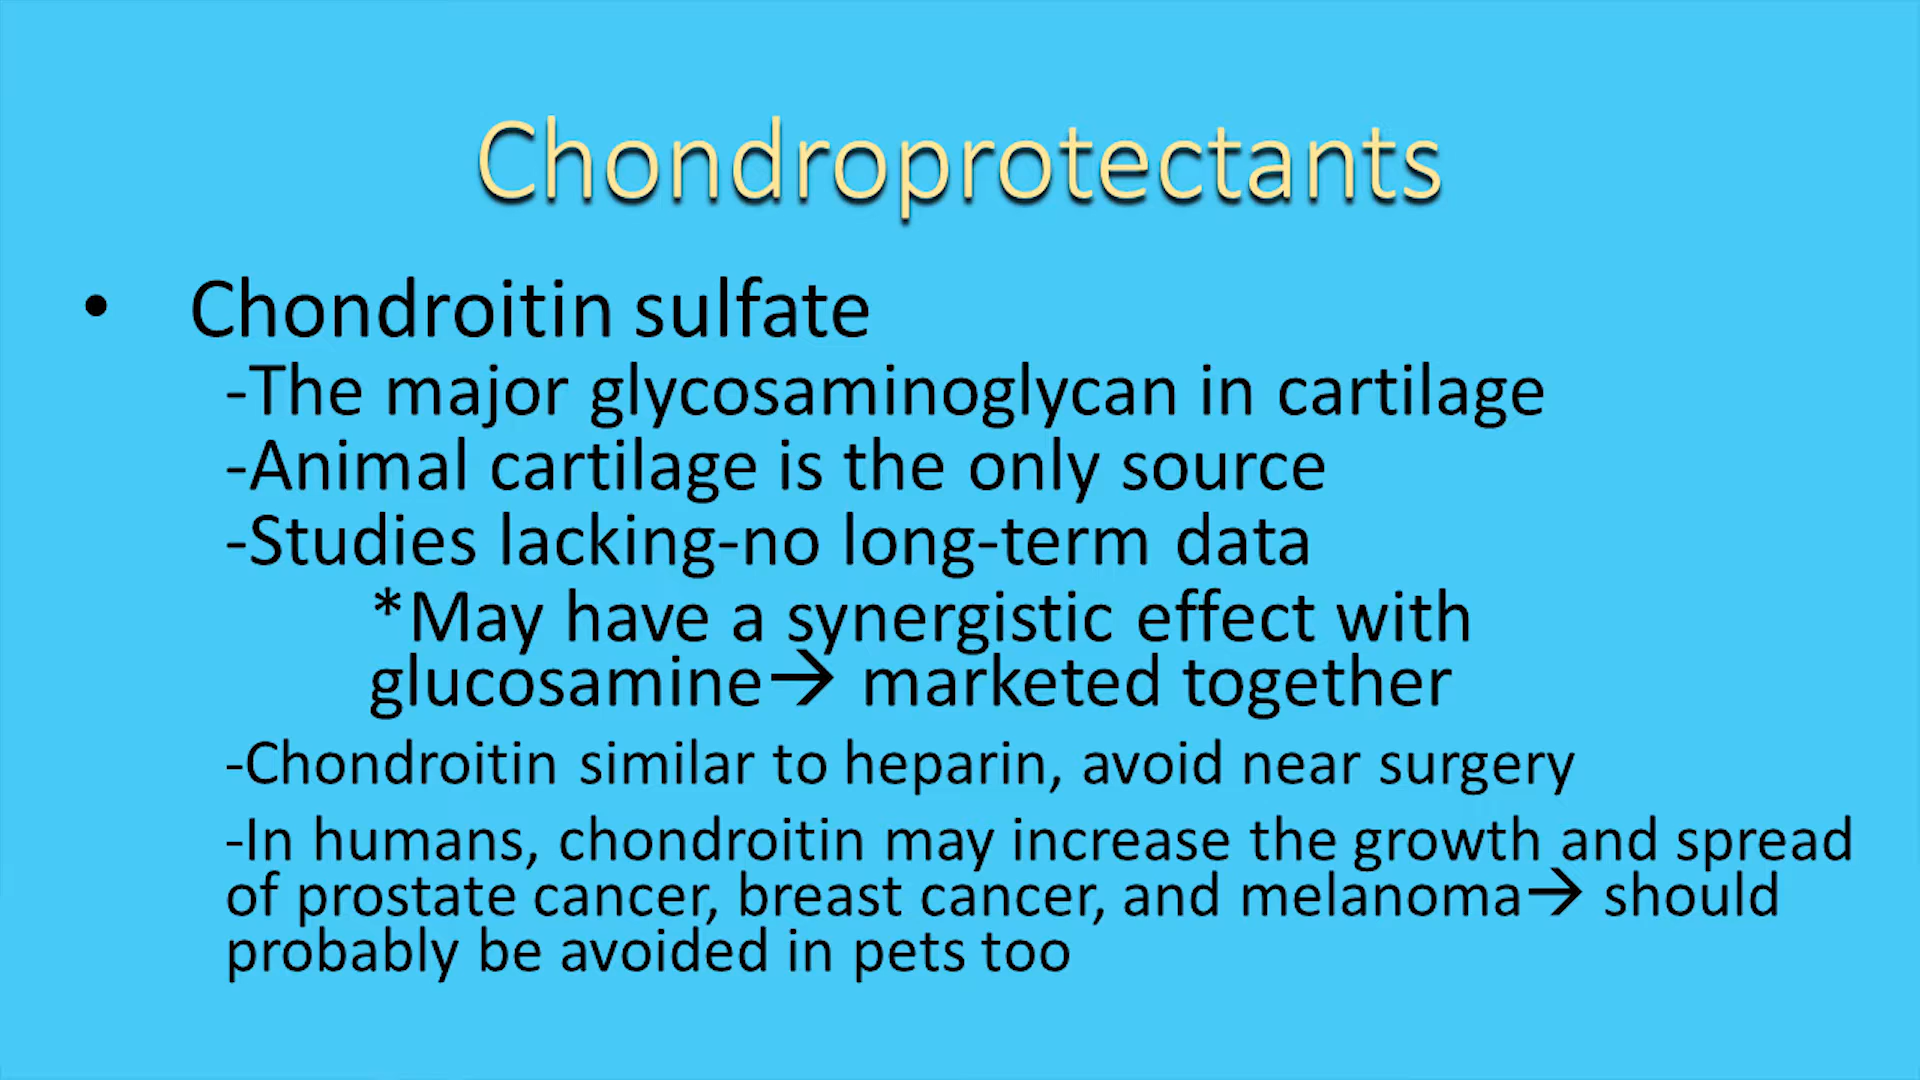 Chondroprotectants
• Chondroitin sulfate
-The major glycosaminoglycan in cartilage
-Animal cartilage is the only source
-Studies lacking-no long-term data
*May have a synergistic effect with
glucosamine→ marketed together
-Chondroitin similar to heparin, avoid near surgery
-In humans, chondroitin may increase the growth and spread
of prostate cancer, breast cancer, and melanoma→ should
probably be avoided in pets too